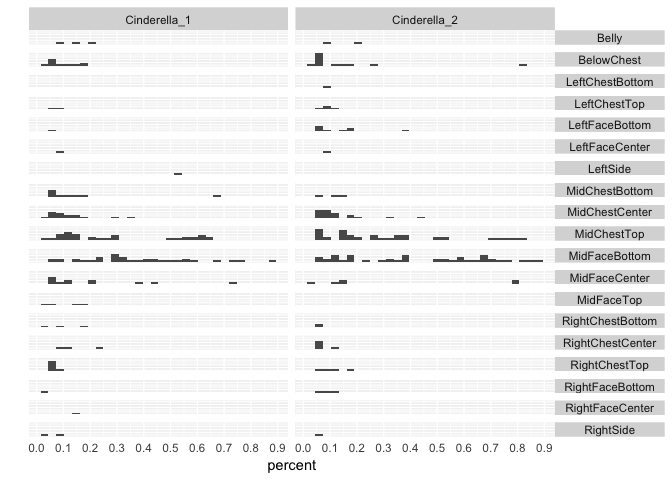 Cinderella_1 Cinderella_2
Belly
BelowChest
LeftChestBottom
LeftChestTop
LeftFaceBottom
LeftFaceCenter
LeftSide
MidChestBottom
MidChestCenter
MidChestTop
MidFaceBottom
MidFaceCenter
MidFaceTop
RightChestBottom
RightChestCenter
RightChestTop
RightFaceBottom
RightFaceCenter
RightSide
0.0 0.1 0.2 0.3 0.4 0.5 0.6 0.7 0.8 0.9 0.0 0.1 0.2 0.3 0.4 0.5 0.6 0.7 0.8 0.9
percent